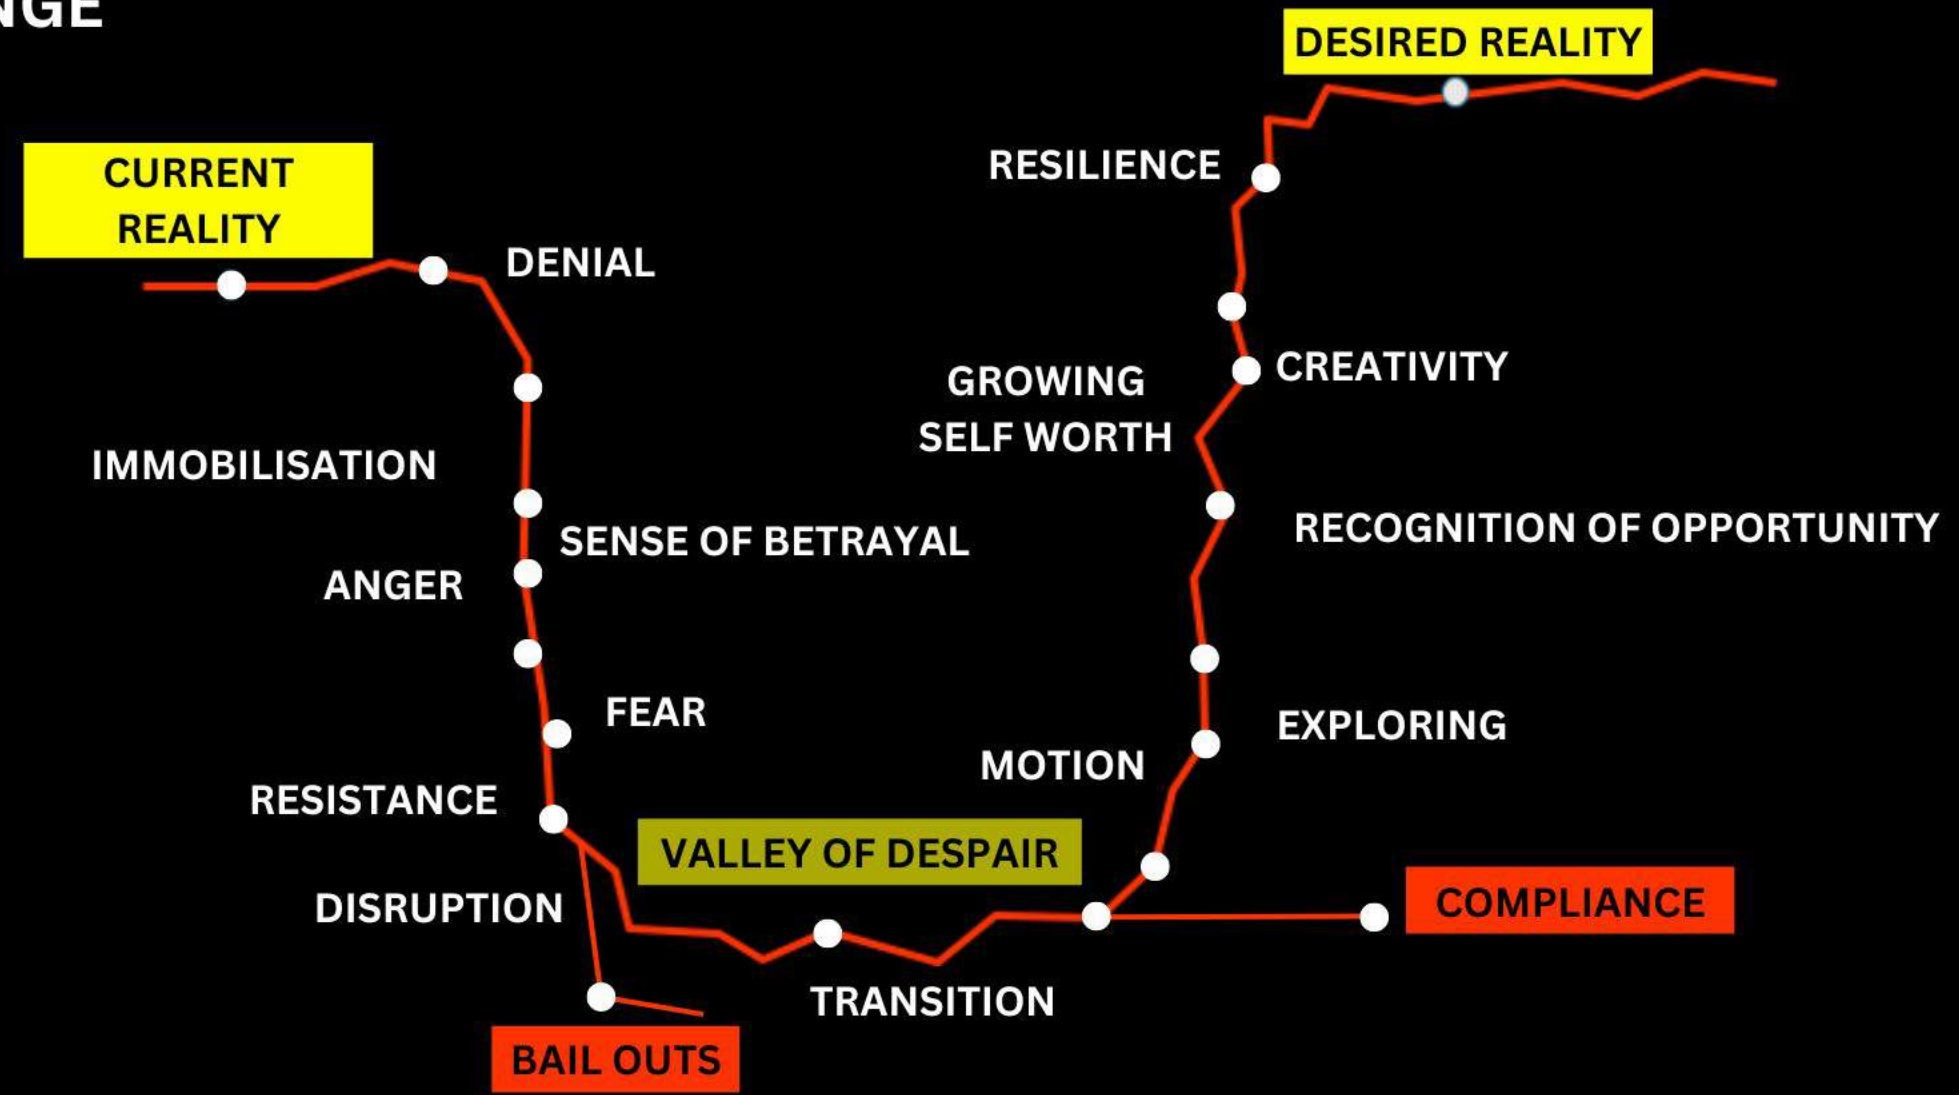 NGE
DESIRED REALITY
CURRENT
REALITY
RESILIENCE
DENIAL
CREATIVITY
GROWING
SELF WORTH
IMMOBILISATION
RECOGNITION OF OPPORTUNITY
SENSE OF BETRAYAL
ANGER
FEAR
EXPLORING
MOTION
RESISTANCE
VALLEY OF DESPAIR
COMPLIANCE
DISRUPTION
TRANSITION
BAIL OUTS